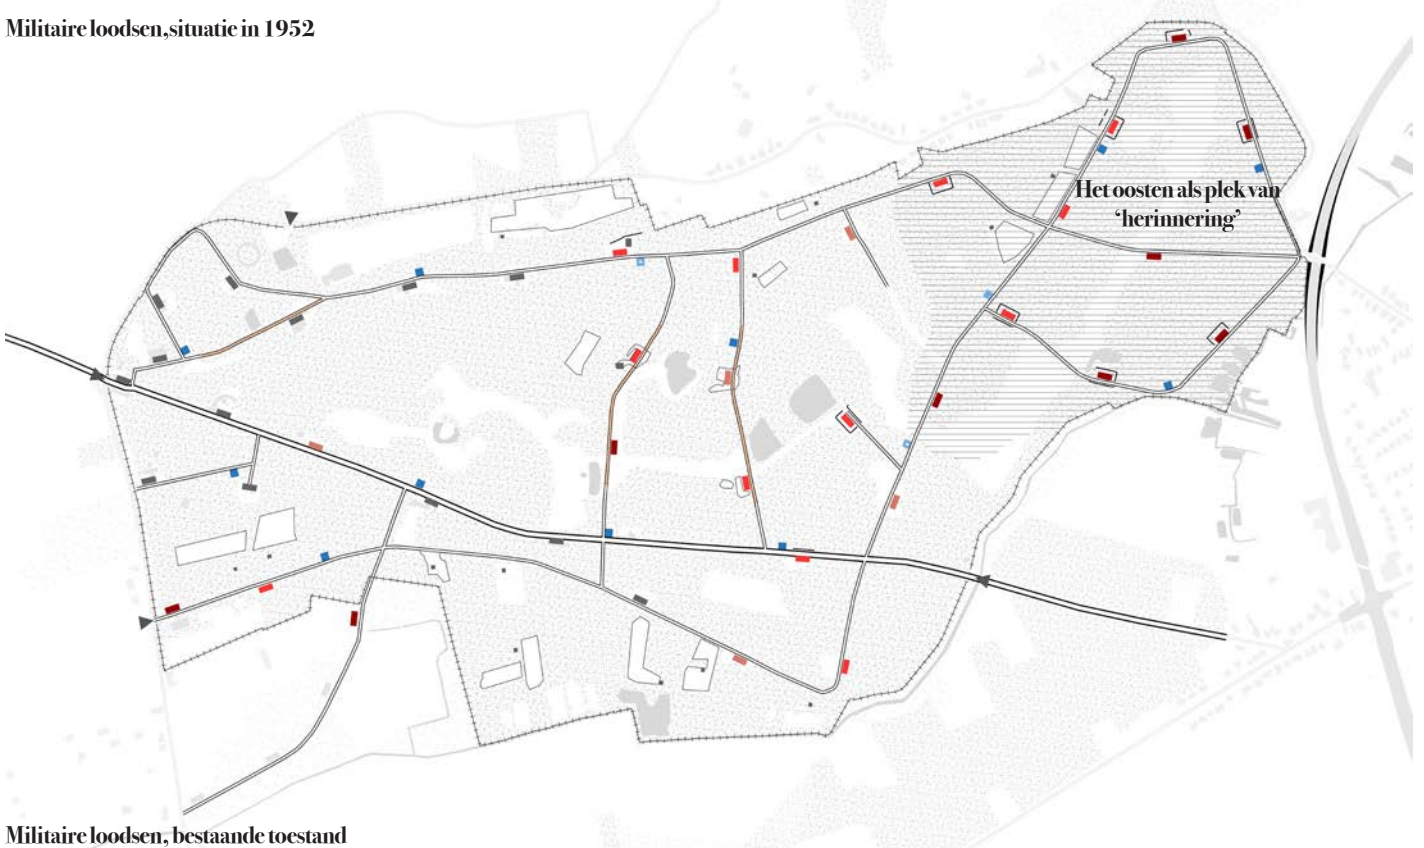 Militaire loodsen, situatie in 1952
Het oosten als plek van
‘herinnering’
Militaire loodsen, bestaande toestand